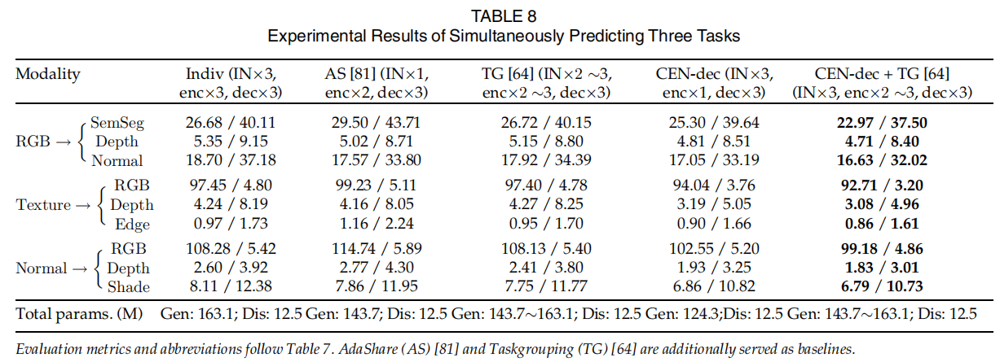 TABLE 8
Experimental Results of Simultaneously Predicting Three Tasks
Modality Indiv (IN×3, enc×3, dec×3) AS [81] (IN×1, enc×2, dec×3) TG [64] (IN×2 ∼3, enc×2 ∼3, dec×3) CEN-dec (IN×3, enc×1, dec×3) CEN-dec + TG [64] (IN×3, enc×2 ∼3, dec×3)
SemSeg 26.68 / 40.11 29.50 / 43.71 26.72 / 40.15 25.30 / 39.64 22.97 / 37.50
RGB → { Depth 5.35 / 9.15 5.02 / 8.71 5.15 / 8.80 4.81 / 8.51 4.71 / 8.40
Normal 18.70 / 37.18 17.57 / 33.80 17.92 / 34.39 17.05 / 33.19 16.63 / 32.02
RGB 97.45 / 4.80 99.23 / 5.11 97.40 / 4.78 94.04 / 3.76 92.71 / 3.20
Texture → { Depth 4.24 / 8.19 4.16 / 8.05 4.27 / 8.25 3.19 / 5.05 3.08 / 4.96
Edge 0.97 / 1.73 1.16 / 2.24 0.95 / 1.70 0.90 / 1.66 0.86 / 1.61
RGB 108.28 / 5.42 114.74 / 5.89 108.13 / 5.40 102.55 / 5.20 99.18 / 4.86
Normal → { Depth 2.60 / 3.92 2.77 / 4.30 2.41 / 3.80 1.93 / 3.25 1.83 / 3.01
Shade 8.11 / 12.38 7.86 / 11.95 7.75 / 11.77 6.86 / 10.82 6.79 / 10.73
Total params. (M) Gen: 163.1; Dis: 12.5 Gen: 143.7; Dis: 12.5 Gen: 143.7∼163.1; Dis: 12.5 Gen: 124.3;Dis: 12.5 Gen: 143.7∼163.1; Dis: 12.5
Evaluation metrics and abbreviations follow Table 7. AdaShare (AS) [81] and Taskgrouping (TG) [64] are additionally served as baselines.